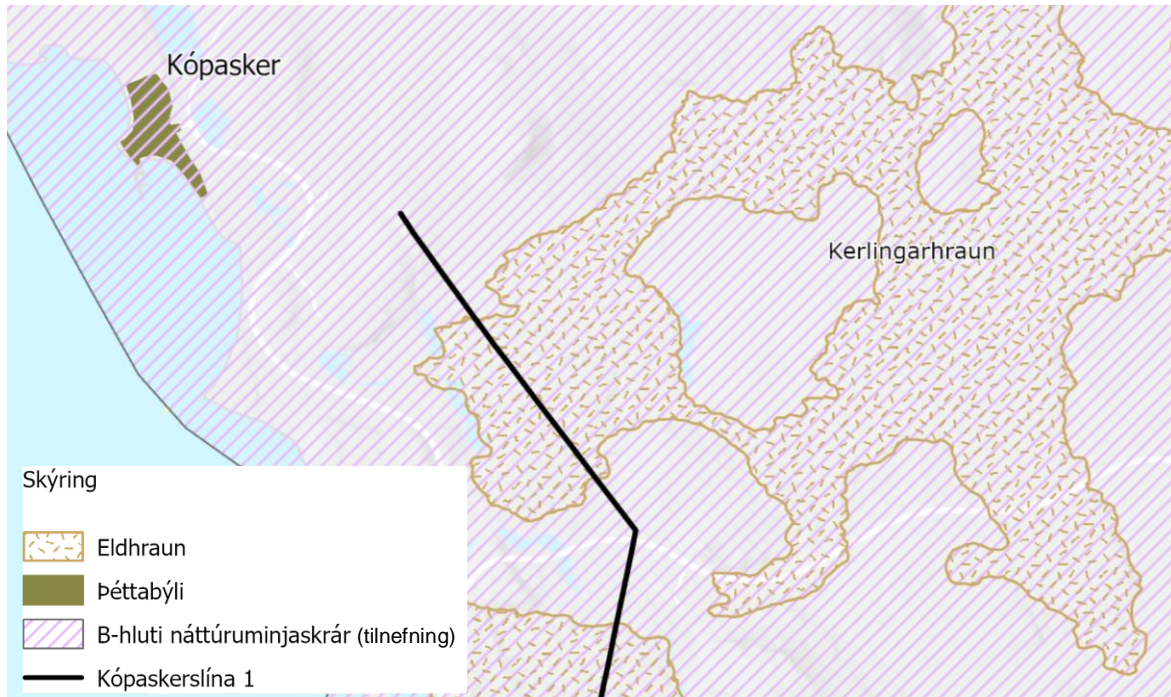 Kópasker
Kerlingarhraun
Skýring
Eldhraun
Þéttabýli
B-hluti náttúruminjaskrár (tilnefning)
Kópaskerslína 1